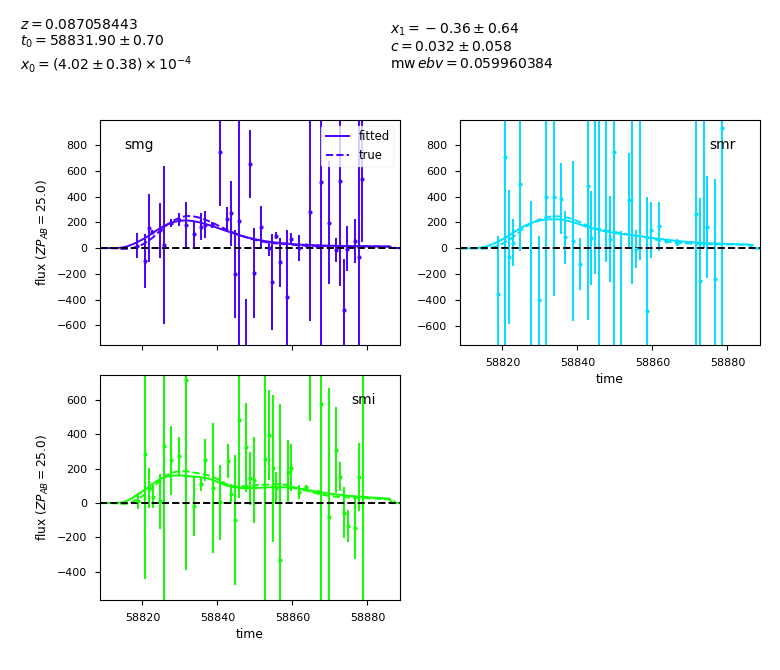 z = 0.087058443
t₀ = 58831.90 ± 0.70
x₀ = (4.02 ± 0.38) × 10⁻⁴
x₁ = −0.36 ± 0.64
c = 0.032 ± 0.058
mw ebv = 0.059960384
flux (ZP_AB = 25.0)
800
600
400
200
0
−200
−400
−600
smg
fitted
true
800
600
400
200
0
−200
−400
−600
smr
58820 58840 58860 58880
time
flux (ZP_AB = 25.0)
600
400
200
0
−200
−400
smi
58820 58840 58860 58880
time